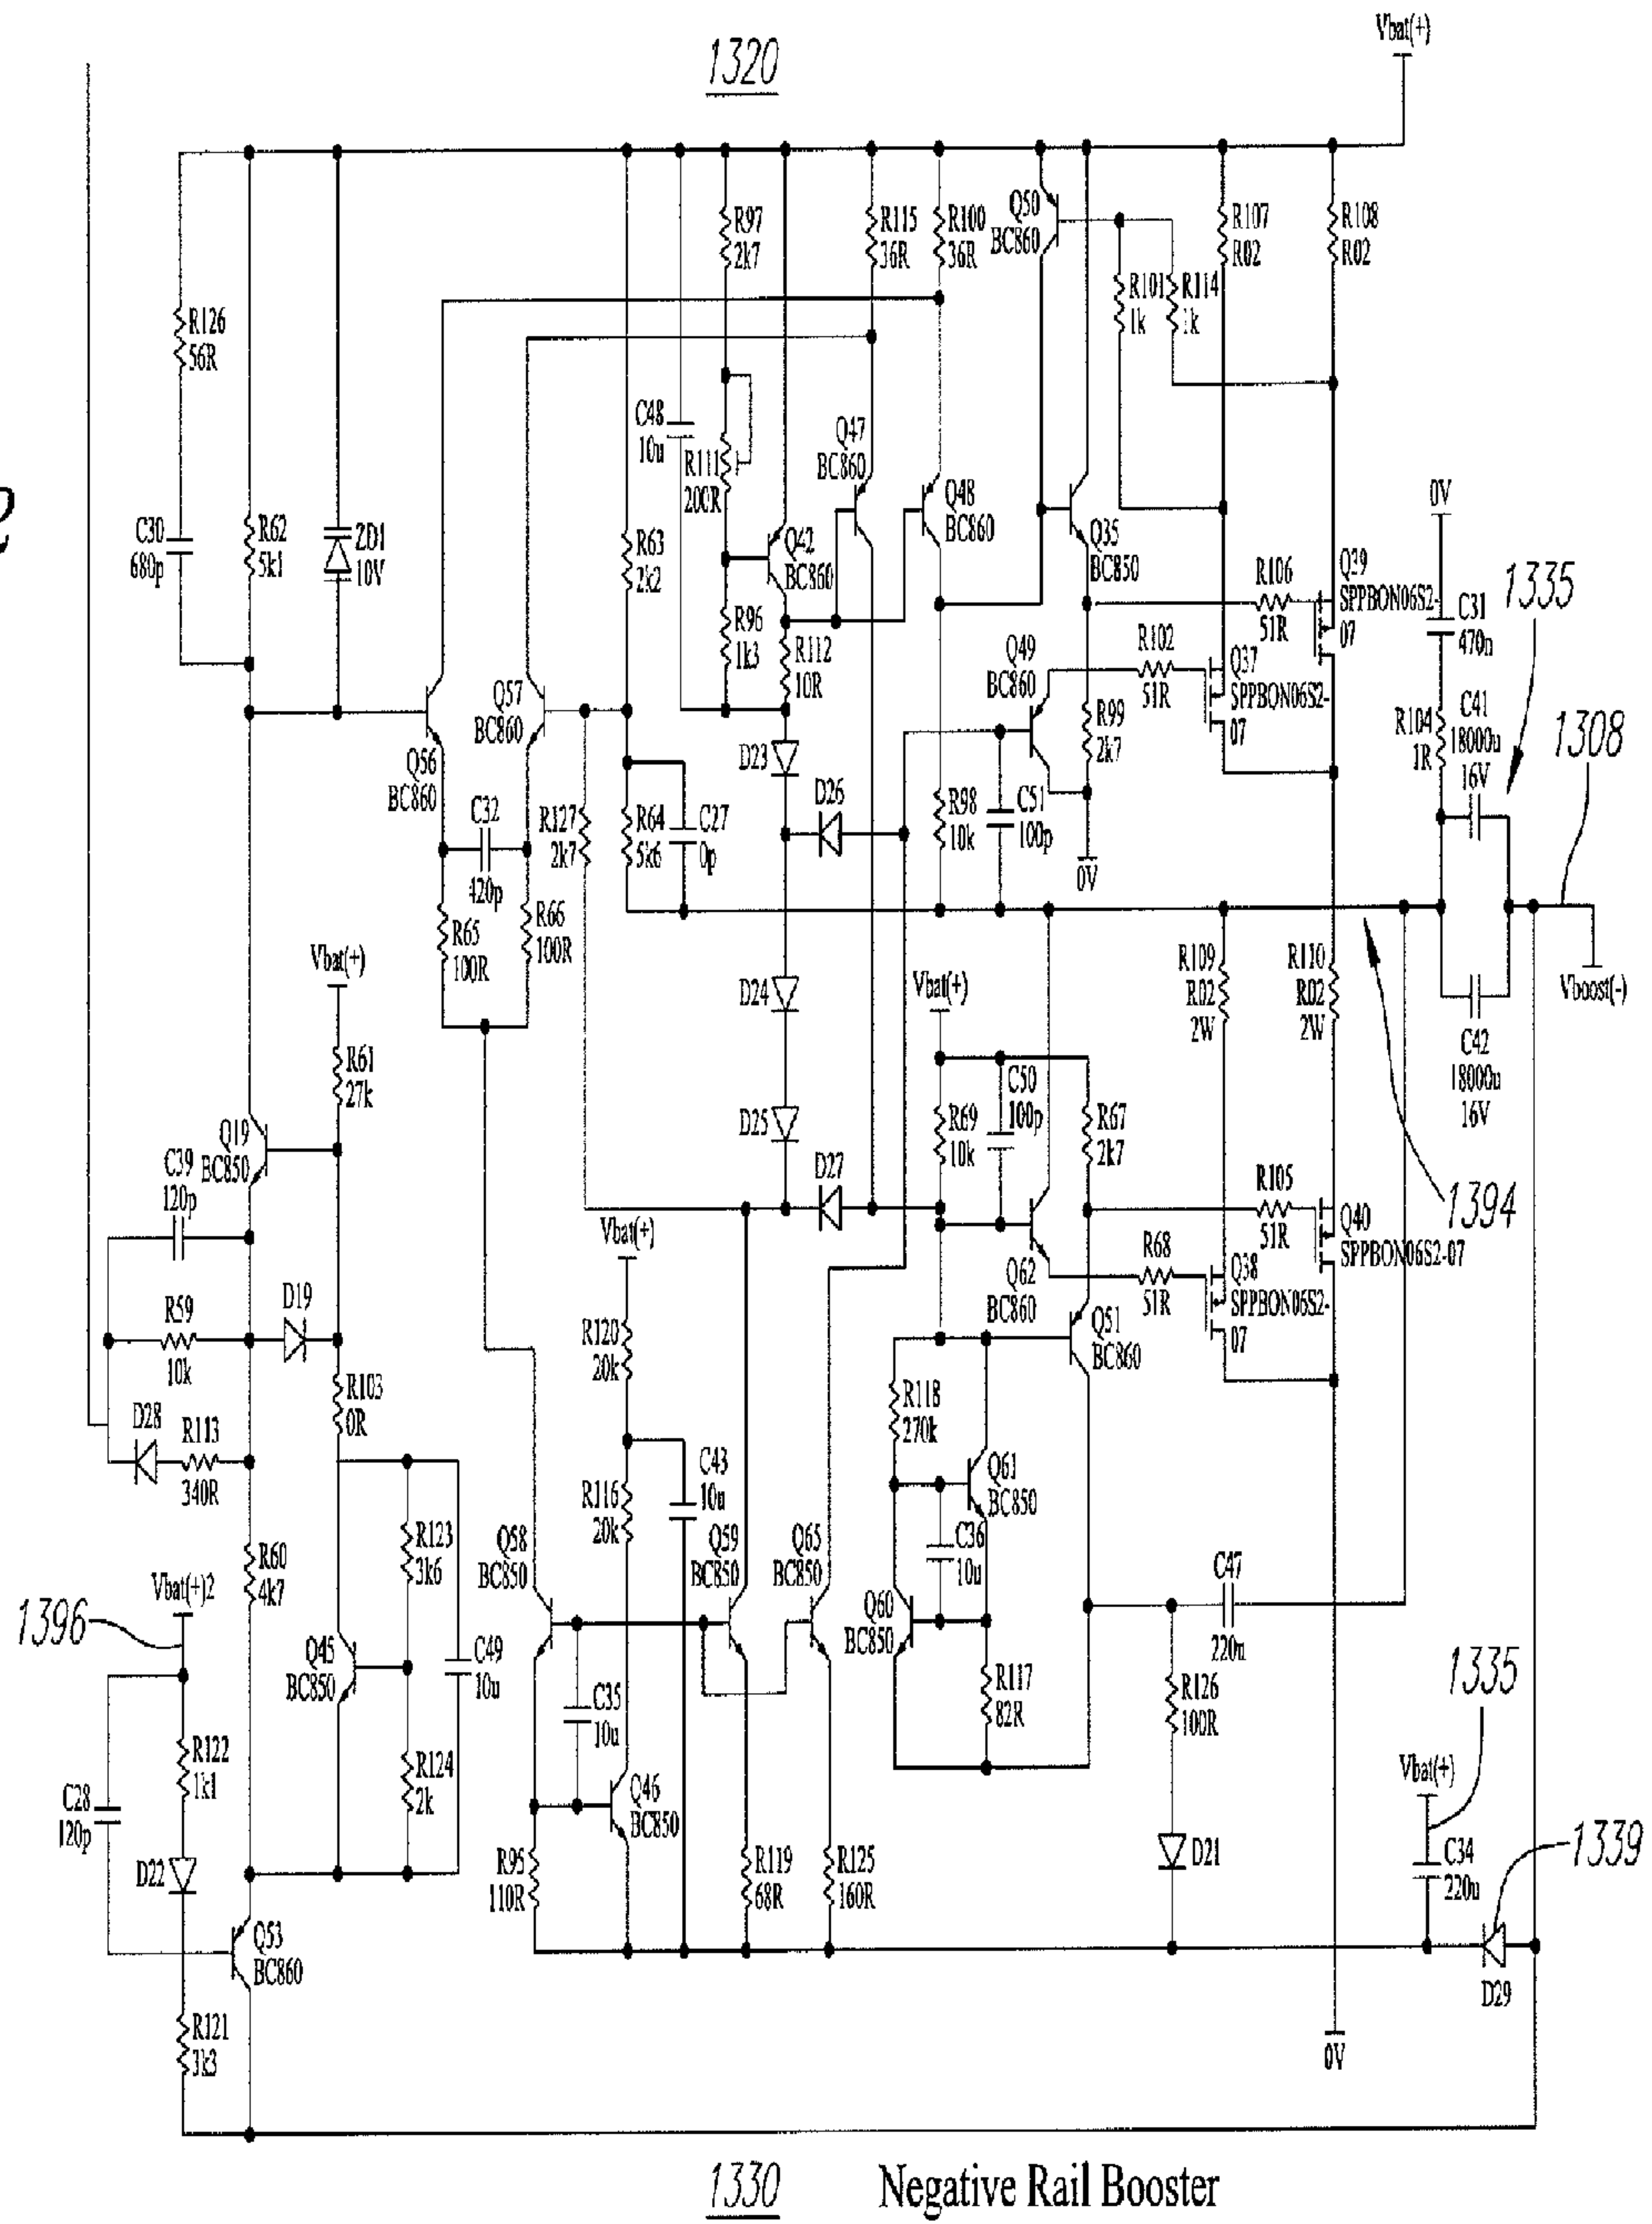 1320
Vbat(+)
R97
2k7
R115
36R
R100
36R
Q50
BC860
R107
R02
R108
R02
R126
56R
R101
1k
R114
1k
C48
10u
R111
200R
Q47
BC860
Q48
BC860
0V
C30
680p
R62
5k1
ZD1
10V
R63
2k2
Q42
BC860
Q35
BC850
R106
51R
Q39
SPPBON06S2-
07
C31
470n
1335
R96
1k3
R112
10R
Q49
BC860
R102
51R
Q37
SPPBON06S2-
07
Q57
BC860
Q56
BC860
R99
2k7
R104
1R
C41
18000u
16V
1308
D23
C32
420p
R127
2k7
R64
5k6
C27
0p
D26
R98
10k
C51
100p
0V
R65
100R
R66
100R
Vbat(+)
D24
Vbat(+)
R109
R02
2W
R110
R02
2W
Vboost(-)
C42
18000u
16V
R61
27k
Q19
BC850
D25
R69
10k
C50
100p
R67
2k7
C39
120p
D27
R105
51R
Q40
SPPBON06S2-07
1394
Vbat(+)
Q62
BC860
R68
51R
Q38
SPPBON06S2-
07
R59
10k
D19
R120
20k
Q51
BC860
R103
0R
D28
R113
340R
R118
270k
Q61
BC850
R116
20k
C43
10u
R123
3k6
Q58
BC850
Q59
BC850
Q65
BC850
C36
10u
C47
220u
R60
4k7
Vbat(+)2
1396
Q45
BC850
C49
10u
Q60
BC850
R117
82R
R126
100R
1335
C35
10u
R122
1k1
R124
2k
Q46
BC850
Vbat(+)
C28
120p
D22
R95
110R
R119
68R
R125
160R
D21
C34
220u
1339
Q53
BC860
D29
R121
3k3
0V
1330
Negative Rail Booster